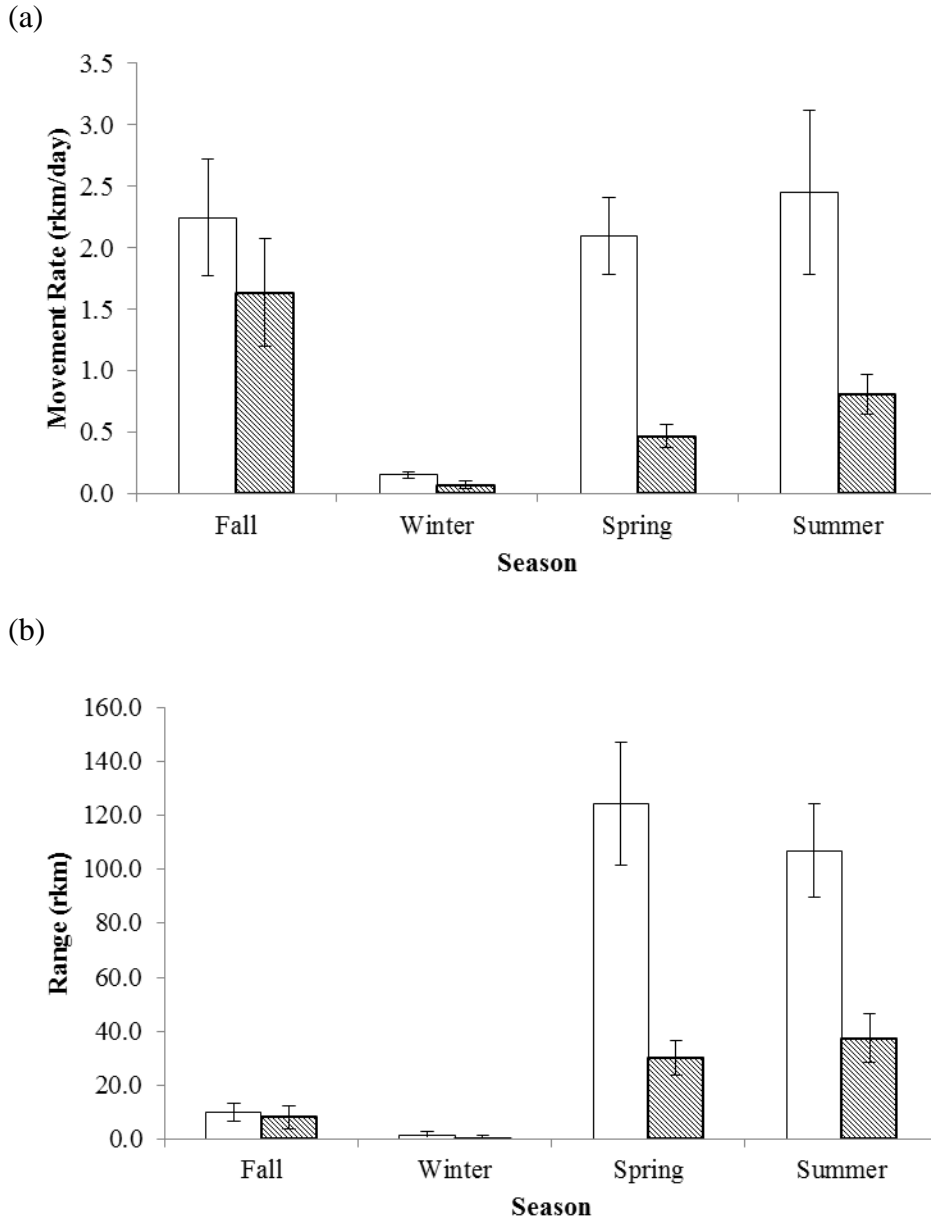 (a)
Movement Rate (rkm/day)
3.5
3.0
2.5
2.0
1.5
1.0
0.5
0.0
Fall Winter Spring Summer
Season
(b)
Range (rkm)
160.0
140.0
120.0
100.0
80.0
60.0
40.0
20.0
0.0
Fall Winter Spring Summer
Season